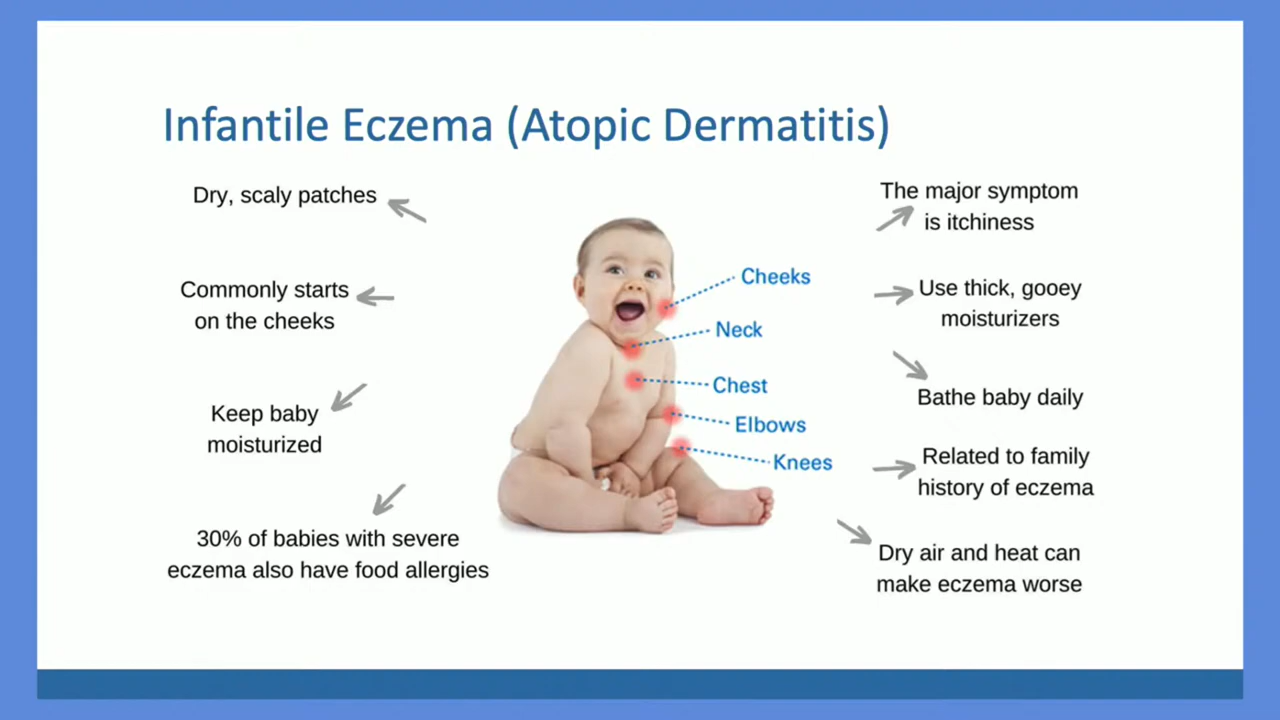 Infantile Eczema (Atopic Dermatitis)
Dry, scaly patches
Commonly starts
on the cheeks
Keep baby
moisturized
30% of babies with severe
eczema also have food allergies
Cheeks
Neck
Chest
Elbows
Knees
The major symptom
is itchiness
Use thick, gooey
moisturizers
Bathe baby daily
Related to family
history of eczema
Dry air and heat can
make eczema worse